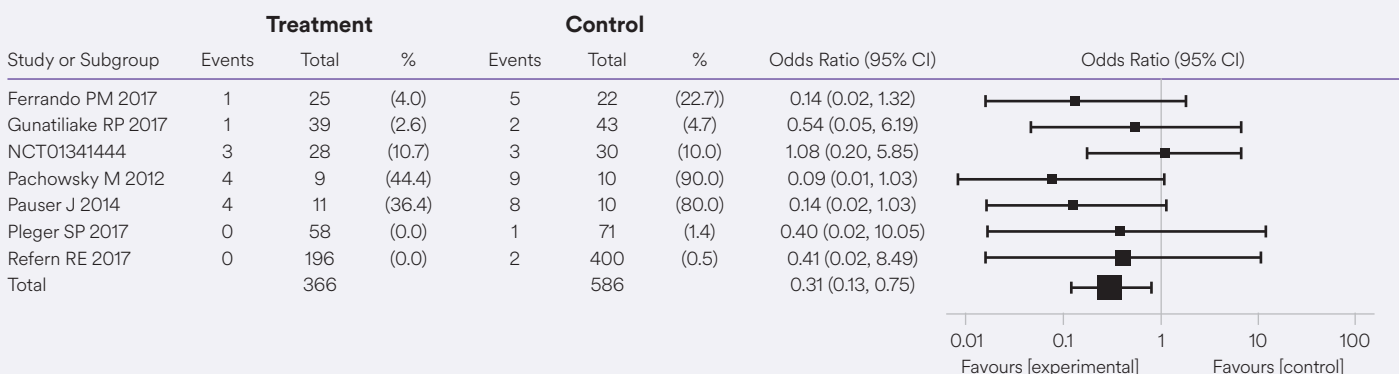 Treatment Control
Study or Subgroup Events Total % Events Total % Odds Ratio (95% CI) Odds Ratio (95% CI)
Ferrando PM 2017 1 25 (4.0) 5 22 (22.7)) 0.14 (0.02, 1.32)
Gunatiliake RP 2017 1 39 (2.6) 2 43 (4.7) 0.54 (0.05, 6.19)
NCT01341444 3 28 (10.7) 3 30 (10.0) 1.08 (0.20, 5.85)
Pachowsky M 2012 4 9 (44.4) 9 10 (90.0) 0.09 (0.01, 1.03)
Pauser J 2014 4 11 (36.4) 8 10 (80.0) 0.14 (0.02, 1.03)
Pleger SP 2017 0 58 (0.0) 1 71 (1.4) 0.40 (0.02, 10.05)
Refern RE 2017 0 196 (0.0) 2 400 (0.5) 0.41 (0.02, 8.49)
Total 366 586 0.31 (0.13, 0.75)
0.01 0.1 1 10 100
Favours [experimental] Favours [control]